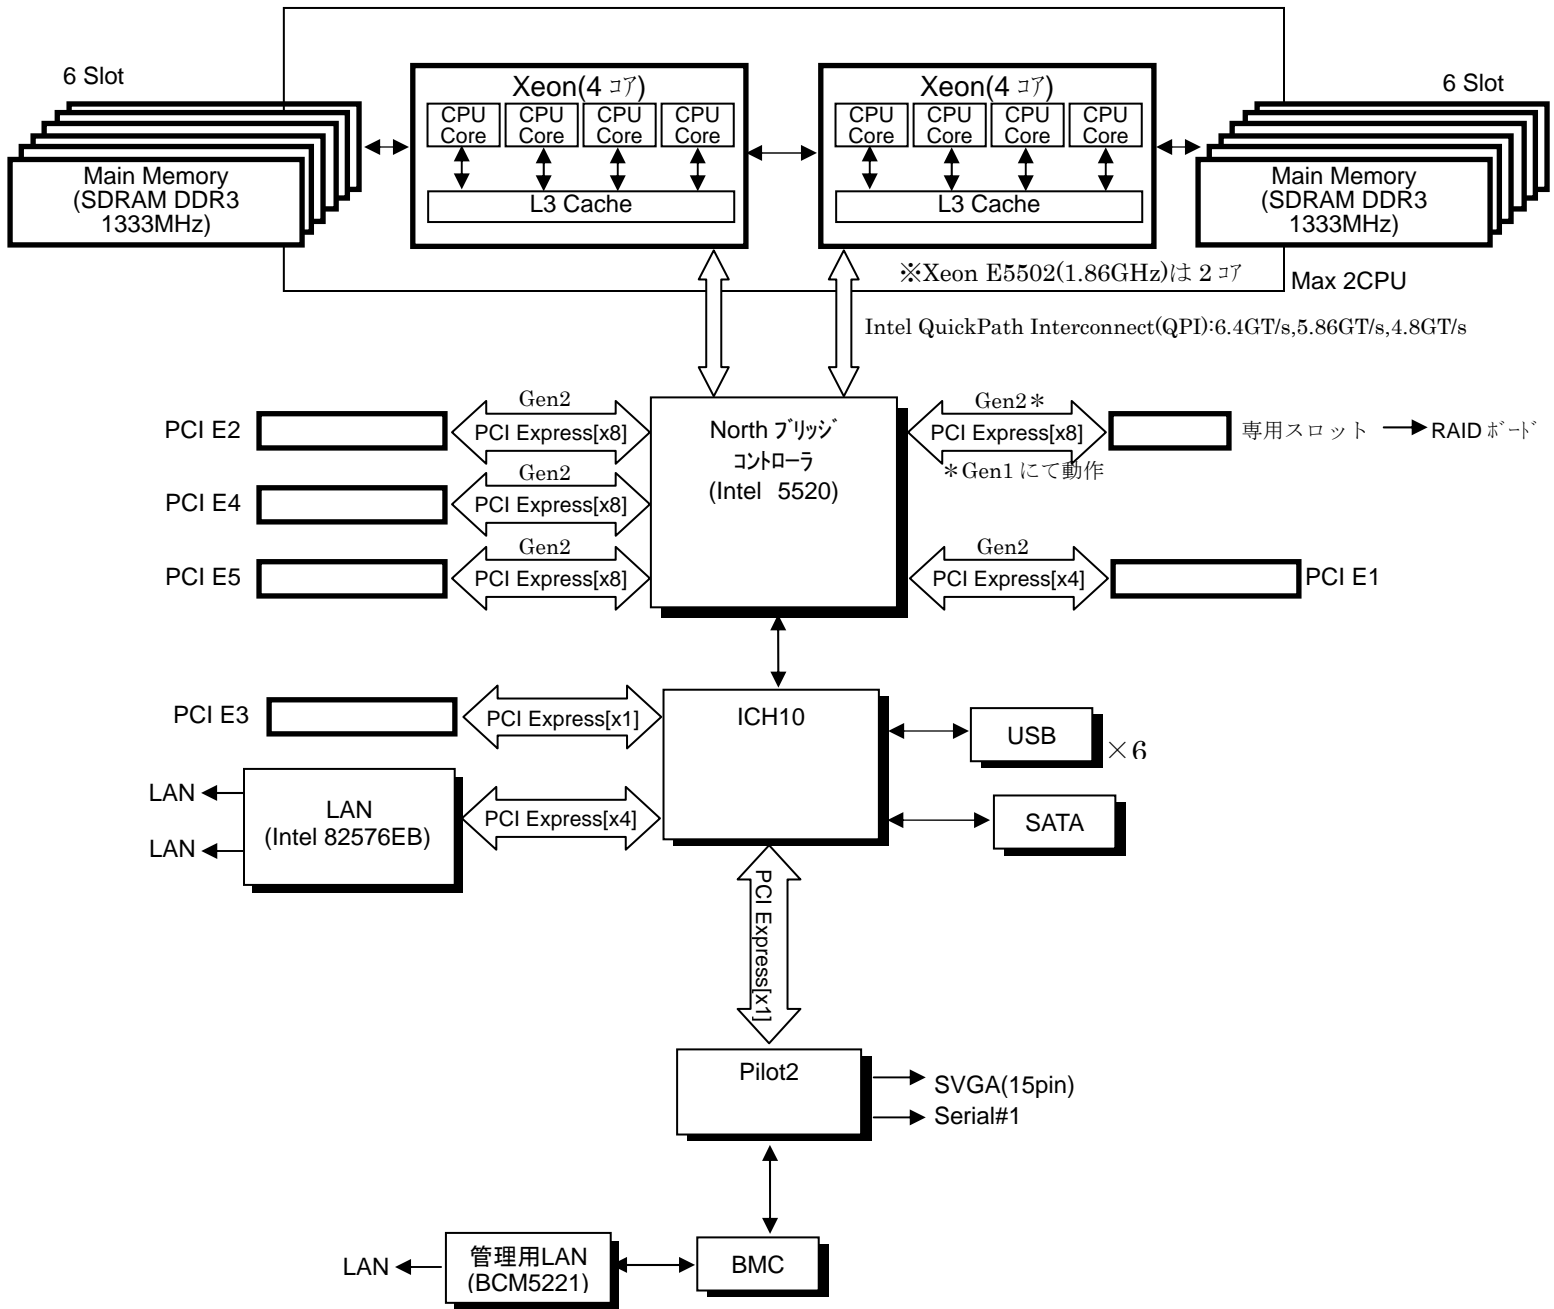 6 Slot
Main Memory
(SDRAM DDR3
1333MHz)
Xeon(4 ｺｱ)
CPU
Core
CPU
Core
CPU
Core
CPU
Core
L3 Cache
Xeon(4 ｺｱ)
CPU
Core
CPU
Core
CPU
Core
CPU
Core
L3 Cache
6 Slot
Main Memory
(SDRAM DDR3
1333MHz)
※Xeon E5502(1.86GHz)は 2 ｺｱ
Max 2CPU
Intel QuickPath Interconnect(QPI):6.4GT/s,5.86GT/s,4.8GT/s
PCI E2
Gen2
PCI Express[x8]
PCI E4
Gen2
PCI Express[x8]
PCI E5
Gen2
PCI Express[x8]
North ﾌﾞﾘｯｼﾞ
ｺﾝﾄﾛｰﾗ
(Intel 5520)
Gen2＊
PCI Express[x8]
＊Gen1 にて動作
専用スロット
RAID ﾎﾞｰﾄﾞ
Gen2
PCI Express[x4]
PCI E1
PCI E3
PCI Express[x1]
ICH10
USB
×6
LAN
LAN
LAN
(Intel 82576EB)
PCI Express[x4]
SATA
PCI Express[x1]
Pilot2
SVGA(15pin)
Serial#1
LAN
管理用LAN
(BCM5221)
BMC